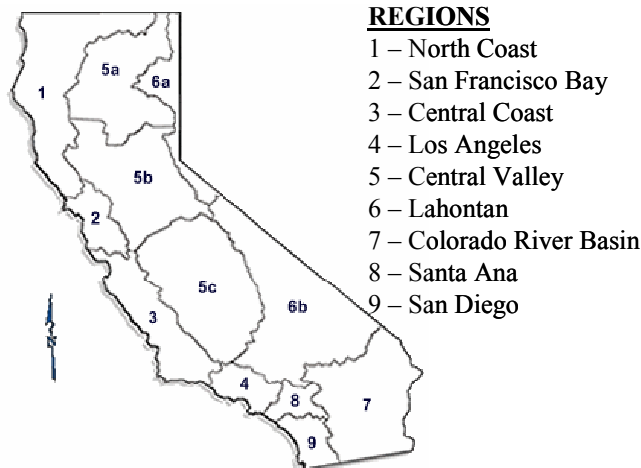 REGIONS
1 – North Coast
2 – San Francisco Bay
3 – Central Coast
4 – Los Angeles
5 – Central Valley
6 – Lahontan
7 – Colorado River Basin
8 – Santa Ana
9 – San Diego
5a
6a
1
5b
2
5c
6b
3
N
4
8
7
9